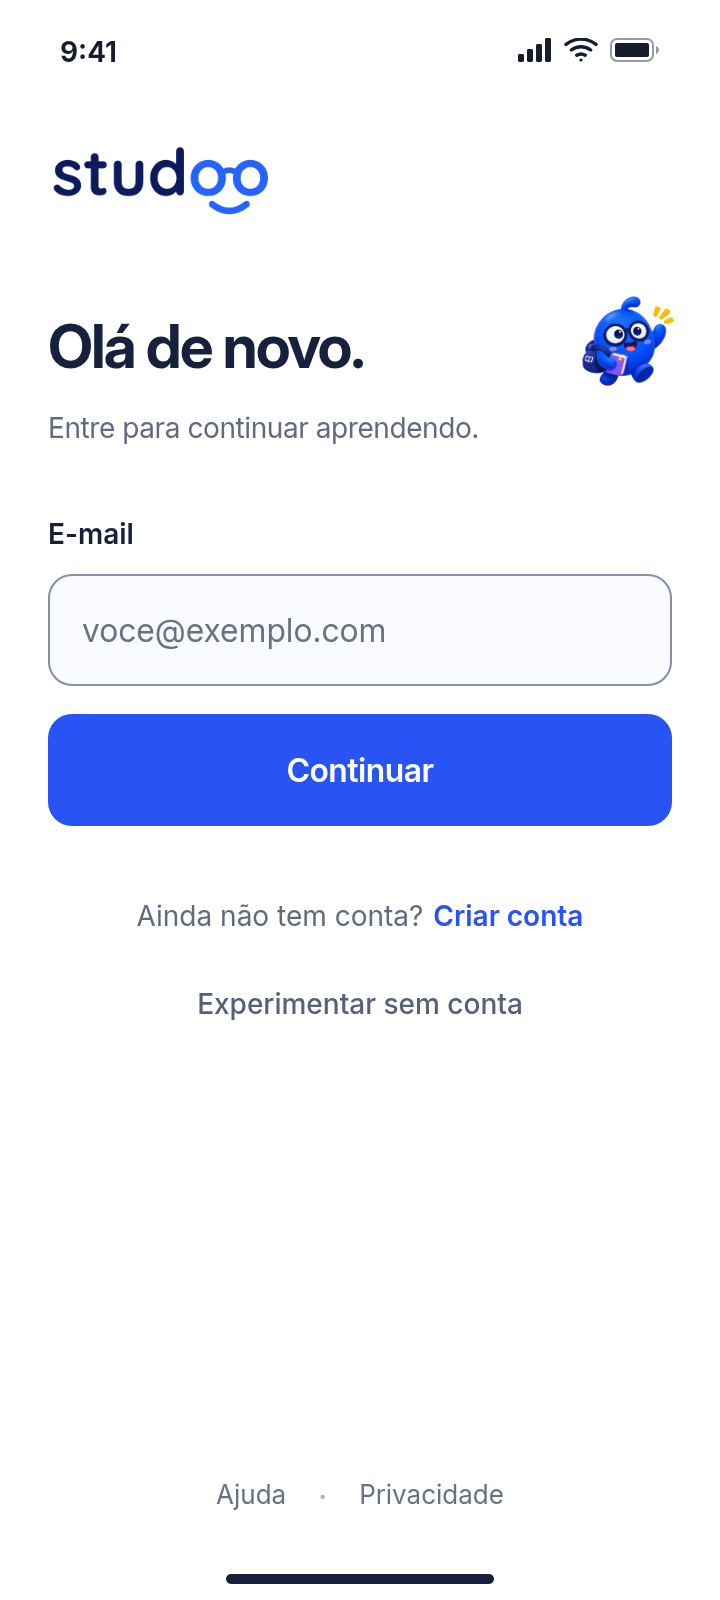 9:41
studoo
Olá de novo.
Entre para continuar aprendendo.
E-mail
voce@exemplo.com
Continuar
Ainda não tem conta? Criar conta
Experimentar sem conta
Ajuda · Privacidade